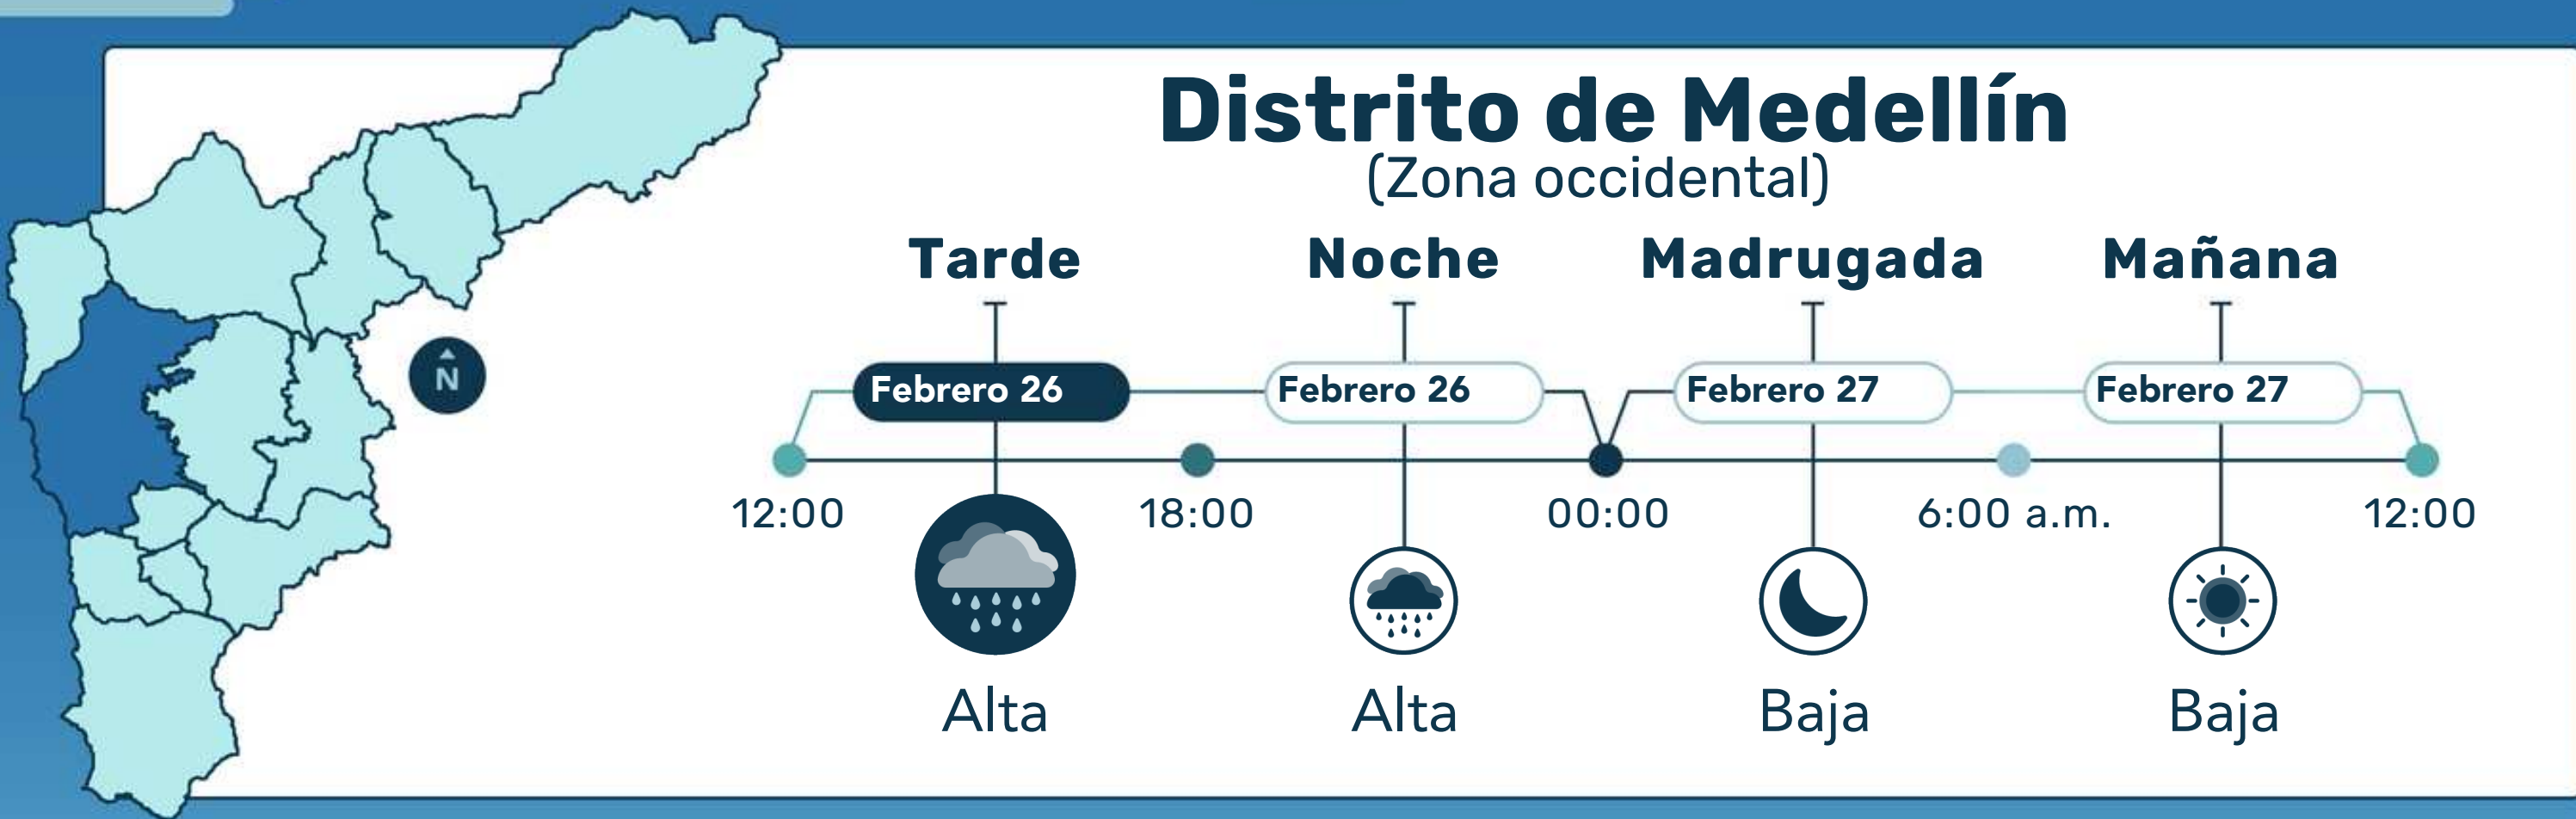 Distrito de Medellín
(Zona occidental)
Tarde Noche Madrugada Mañana
Febrero 26 Febrero 26 Febrero 27 Febrero 27
N
12:00 18:00 00:00 6:00 a.m. 12:00
Alta Alta Baja Baja